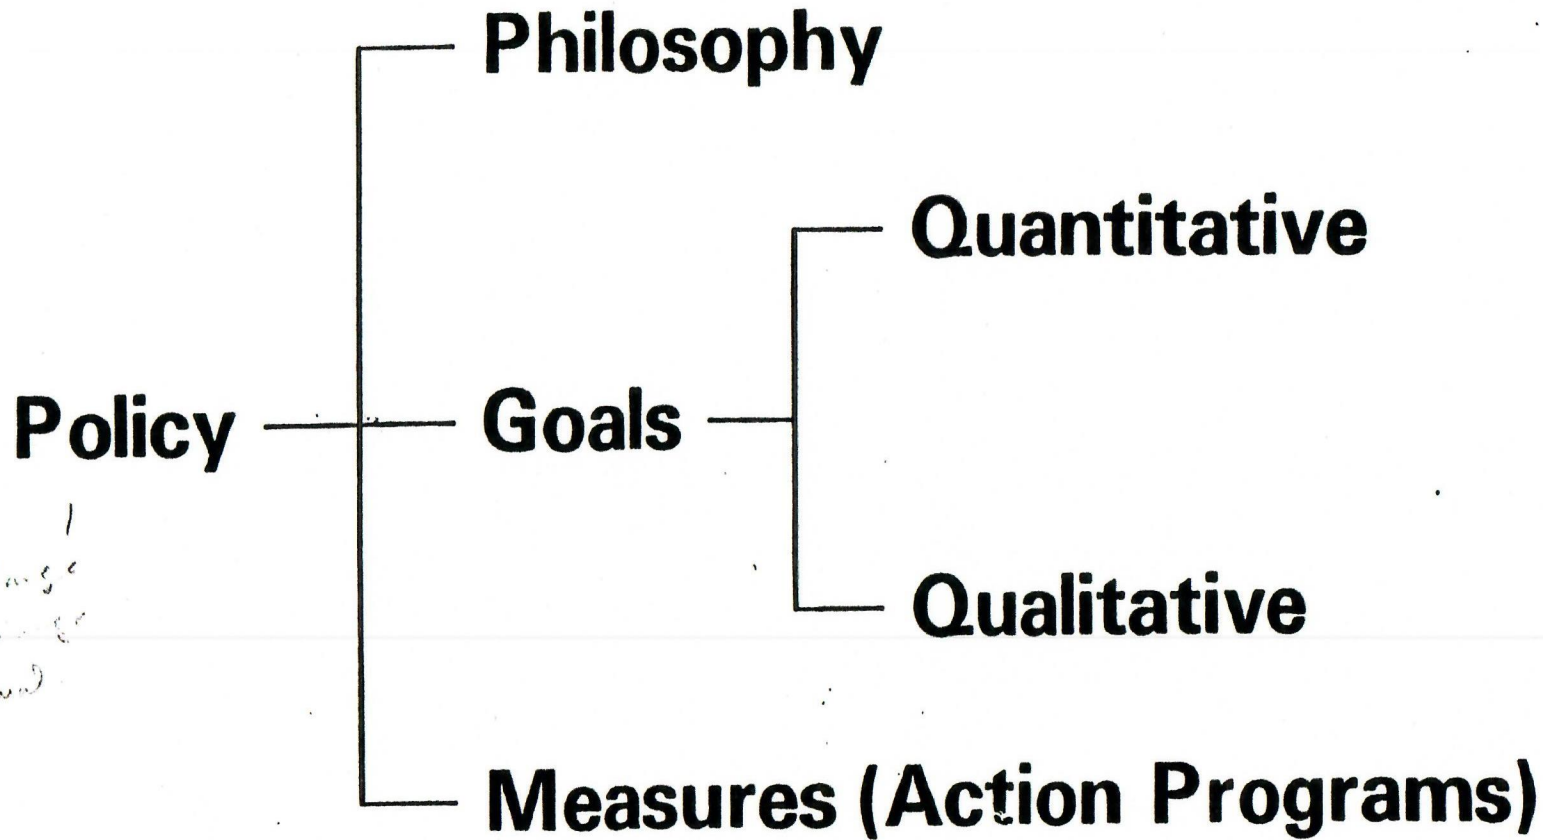 Philosophy
Quantitative
Policy
Goals
Qualitative
Measures (Action Programs)